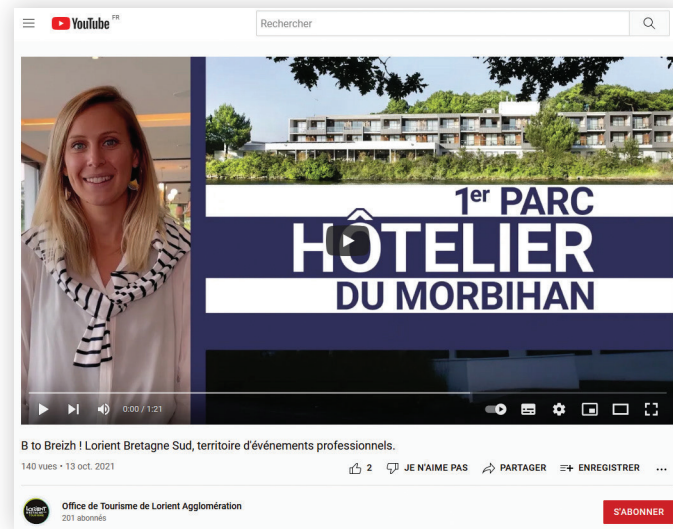 YouTube FR
Rechercher
1er PARC
HÔTELIER
DU MORBIHAN
0:00 / 1:21
B to Breizh ! Lorient Bretagne Sud, territoire d'événements professionnels.
140 vues • 13 oct. 2021
2 JE N'AIME PAS PARTAGER ENREGISTRER ...
LORIENT
Office de Tourisme de Lorient Agglomération
201 abonnés
S'ABONNER